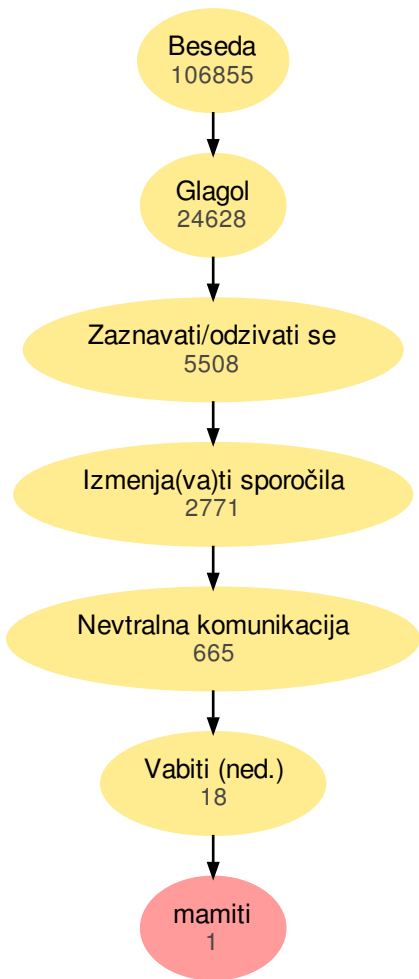 Beseda
106855
Glagol
24628
Zaznavati/odzivati se
5508
Izmenja(va)ti sporočila
2771
Nevtralna komunikacija
665
Vabiti (ned.)
18
mamiti
1